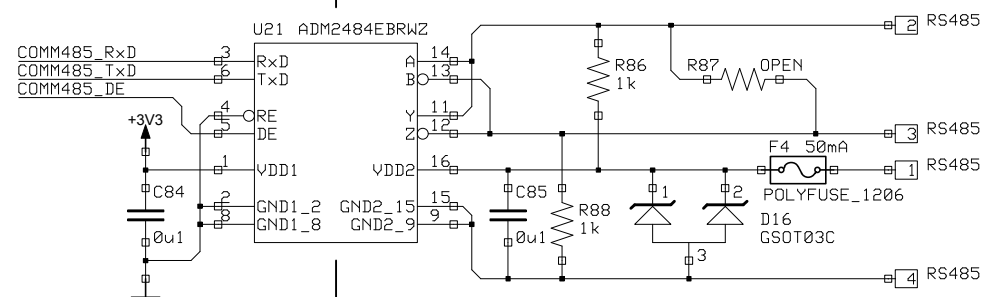 U21 ADM2484EBRWZ
2 RS485
COMM485_RxD 3 RxD A 14
COMM485_TxD 6 TxD B 13
R86 1k
R87 OPEN
COMM485_DE
4 RE Y 11
+3V3
5 DE Z 12
3 RS485
F4 50mA
1 VDD1 VDD2 16
1 RS485
POLYFUSE_1206
C84
C85
1 2
2 GND1_2 GND2_15 15
R88 1k
D16
8 GND1_8 GND2_9 9
0u1
0u1
GSOT03C
3
4 RS485